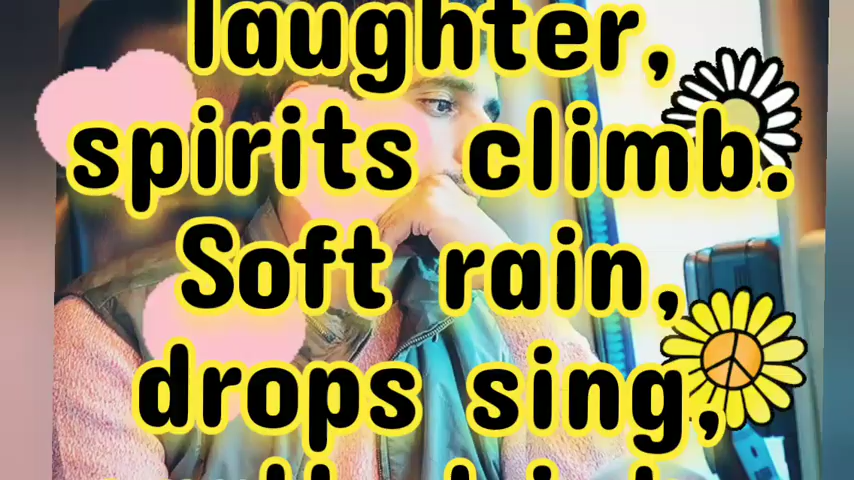 laughter,
spirits climb.
Soft rain,
drops sing,